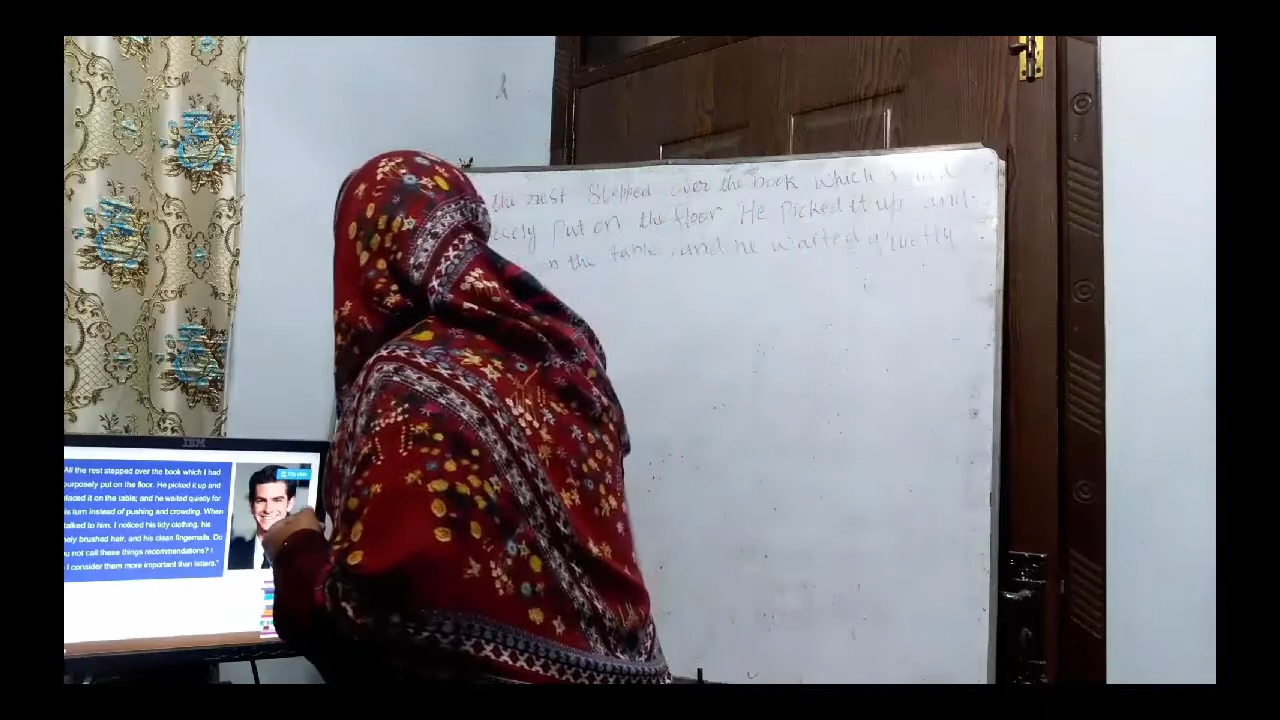 the rest stepped over the book which I had
put on the floor He picked it up and
the table, and he waited quietly
IBM
All the rest stepped over the book which I had
purposely put on the floor. He picked it up and
placed it on the table; and he waited quietly for
is turn instead of pushing and crowding. When
talked to him, I noticed his tidy clothing, his
nely brushed hair, and his clean fingernails. Do
u not call these things recommendations? I
I consider them more important than letters."